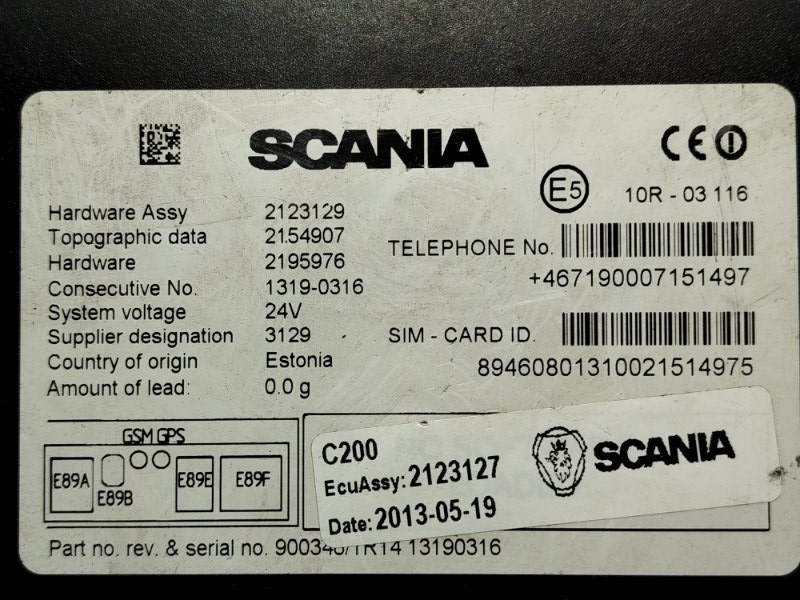 SCANIA
CE
E5
10R - 03 116
Hardware Assy 2123129
Topographic data 2154907
Hardware 2195976
Consecutive No. 1319-0316
System voltage 24V
Supplier designation 3129
Country of origin Estonia
Amount of lead: 0.0 g
TELEPHONE No.
+467190007151497
SIM - CARD ID.
89460801310021514975
GSM GPS
E89A
E89B
E89E
E89F
C200
EcuAssy: 2123127
Date: 2013-05-19
SCANIA
Part no. rev. & serial no. 13190316